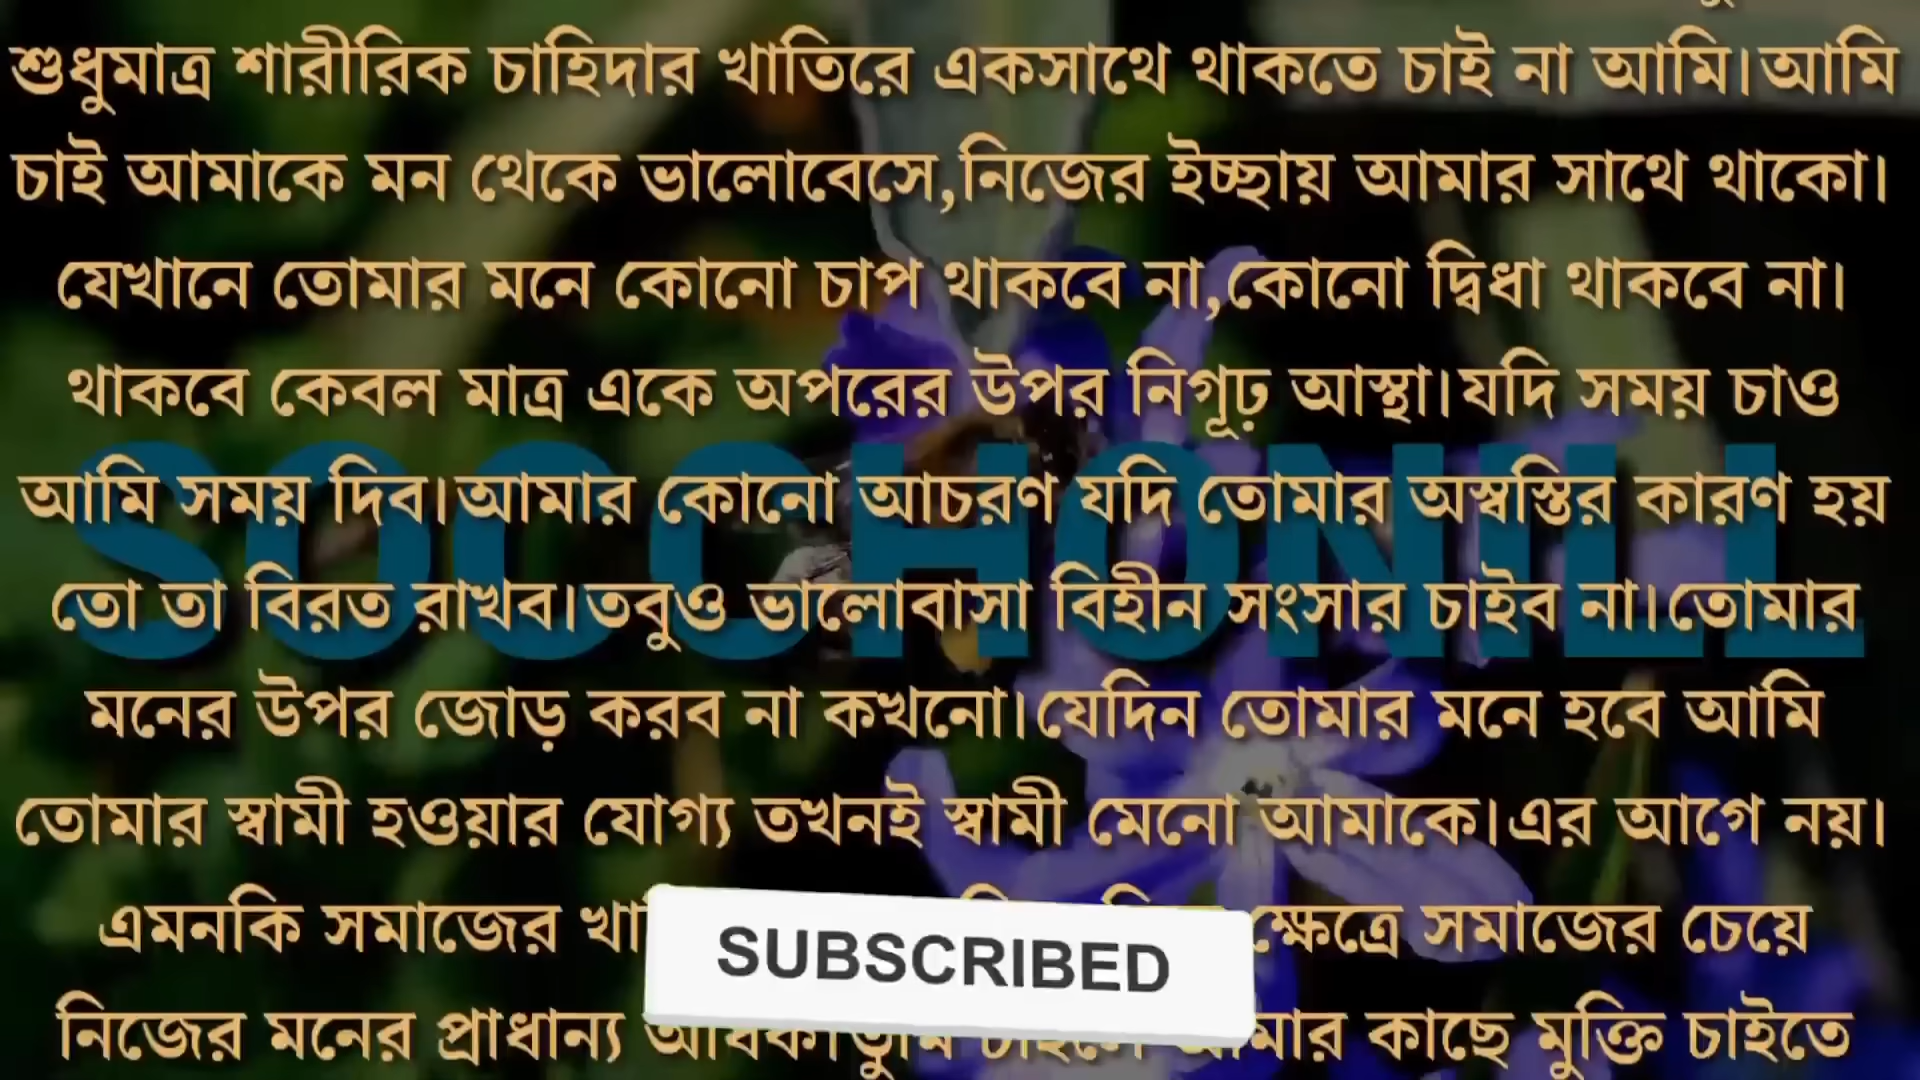 শুধুমাত্র শারীরিক চাহিদার খাতিরে একসাথে থাকতে চাই না আমি।আমি
চাই আমাকে মন থেকে ভালোবেসে,নিজের ইচ্ছায় আমার সাথে থাকো।
যেখানে তোমার মনে কোনো চাপ থাকবে না,কোনো দ্বিধা থাকবে না।
থাকবে কেবল মাত্র একে অপরের উপর নিগূঢ় আস্থা।যদি সময় চাও
SOCCHONILL
আমি সময় দিব।আমার কোনো আচরণ যদি তোমার অস্বস্তির কারণ হয়
তো তা বিরত রাখব।তবুও ভালোবাসা বিহীন সংসার চাইব না।তোমার
মনের উপর জোড় করব না কখনো।যেদিন তোমার মনে হবে আমি
তোমার স্বামী হওয়ার যোগ্য তখনই স্বামী মেনো আমাকে।এর আগে নয়।
এমনকি সমাজের ক্ষেত্রে সমাজের চেয়ে
SUBSCRIBED
নিজের মনের প্রাধান্য কাছে মুক্তি চাইতে